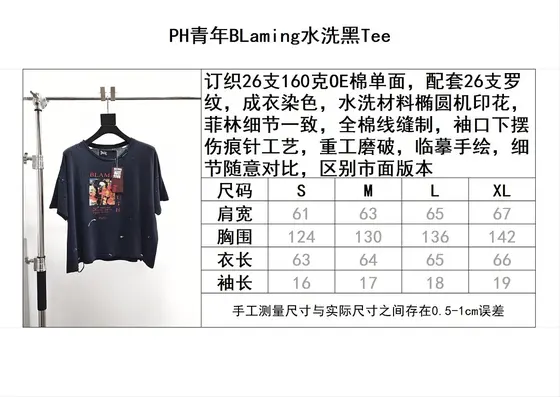 PH青年BLaming水洗黑Tee
订织26支160克OE棉单面，配套26支罗
纹，成衣染色，水洗材料椭圆机印花，
菲林细节一致，全棉线缝制，袖口下摆
伤痕针工艺，重工磨破，临摹手绘，细
节随意对比，区别市面版本
尺码 S M L XL
肩宽 61 63 65 67
胸围 124 130 136 142
衣长 63 64 65 66
袖长 16 17 18 19
手工测量尺寸与实际尺寸之间存在0.5-1cm误差
BLAM